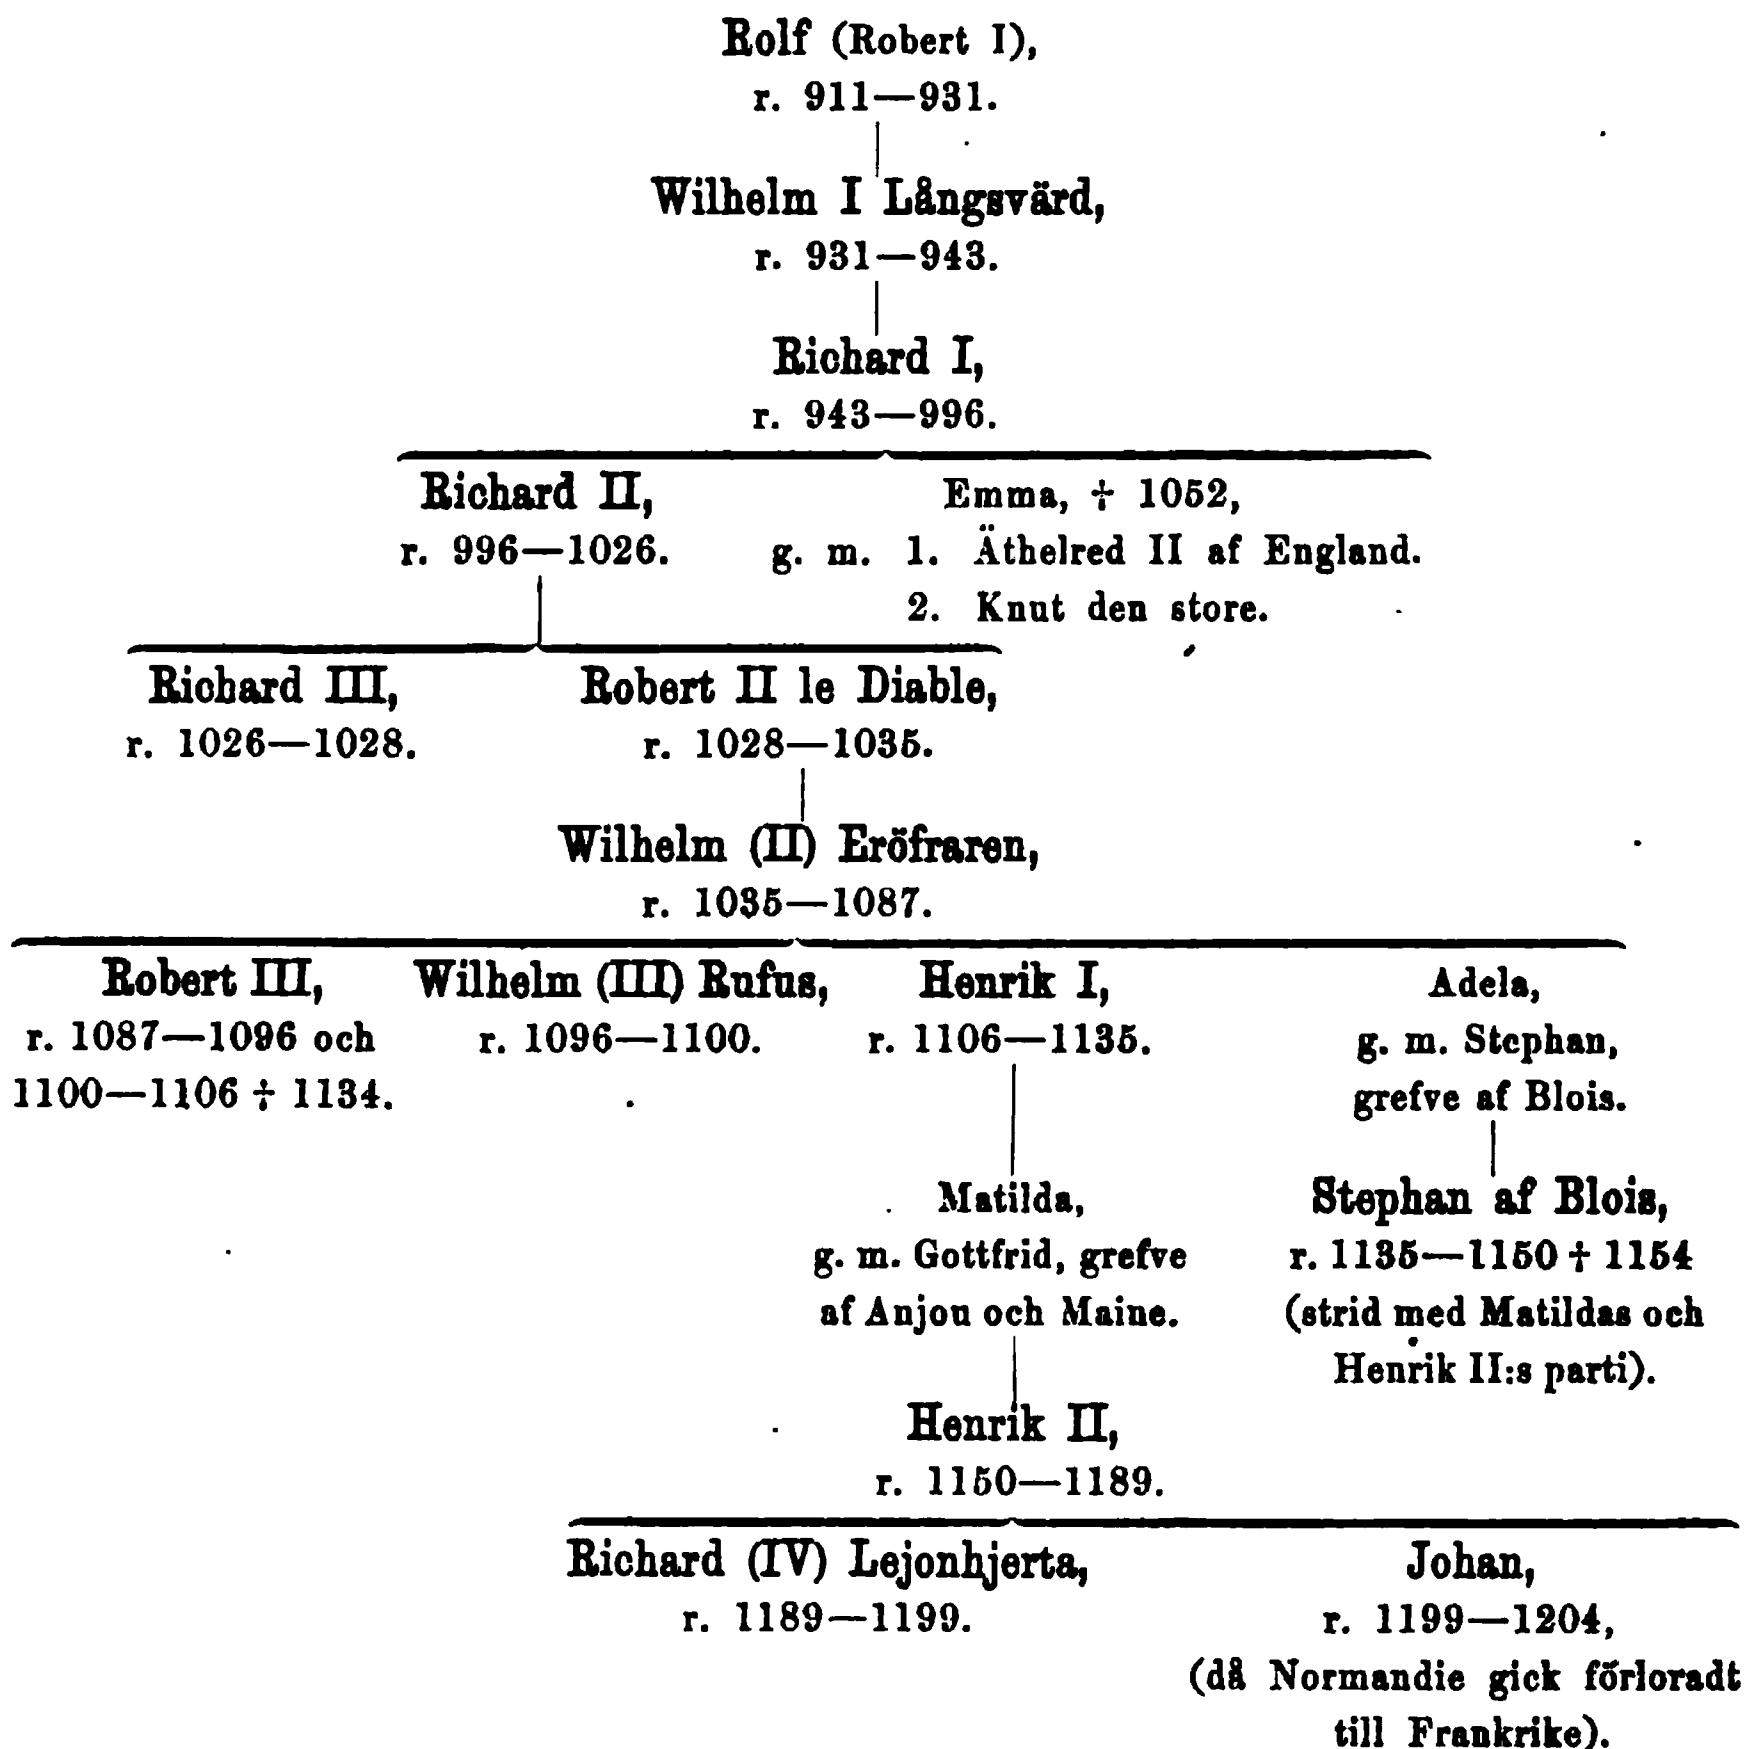 Rolf (Robert I),
r. 911—931.
Wilhelm I Långsvärd,
r. 931—943.
Richard I,
r. 943—996.
Richard II,
r. 996—1026.
Emma, † 1052,
g. m. 1. Äthelred II af England.
2. Knut den store.
Richard III,
r. 1026—1028.
Robert II le Diable,
r. 1028—1035.
Wilhelm (II) Eröfraren,
r. 1035—1087.
Robert III,
r. 1087—1096 och
1100—1106 † 1134.
Wilhelm (III) Rufus,
r. 1096—1100.
Henrik I,
r. 1106—1135.
Adela,
g. m. Stephan,
grefve af Blois.
Matilda,
g. m. Gottfrid, grefve
af Anjou och Maine.
Stephan af Blois,
r. 1135—1150 † 1154
(strid med Matildas och
Henrik II:s parti).
Henrik II,
r. 1150—1189.
Richard (IV) Lejonhjerta,
r. 1189—1199.
Johan,
r. 1199—1204,
(då Normandie gick förloradt
till Frankrike).